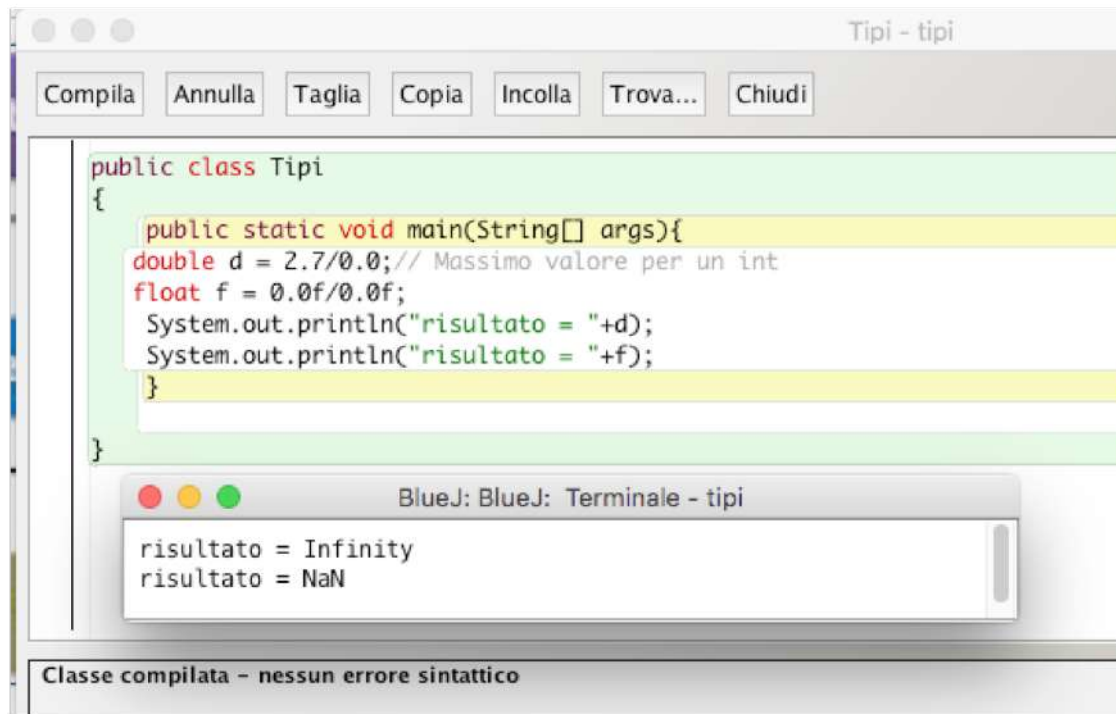 Tipi - tipi
Compila Annulla Taglia Copia Incolla Trova... Chiudi
public class Tipi
{
public static void main(String[] args){
double d = 2.7/0.0;// Massimo valore per un int
float f = 0.0f/0.0f;
System.out.println("risultato = "+d);
System.out.println("risultato = "+f);
}
}
BlueJ: BlueJ: Terminale - tipi
risultato = Infinity
risultato = NaN
Classe compilata - nessun errore sintattico